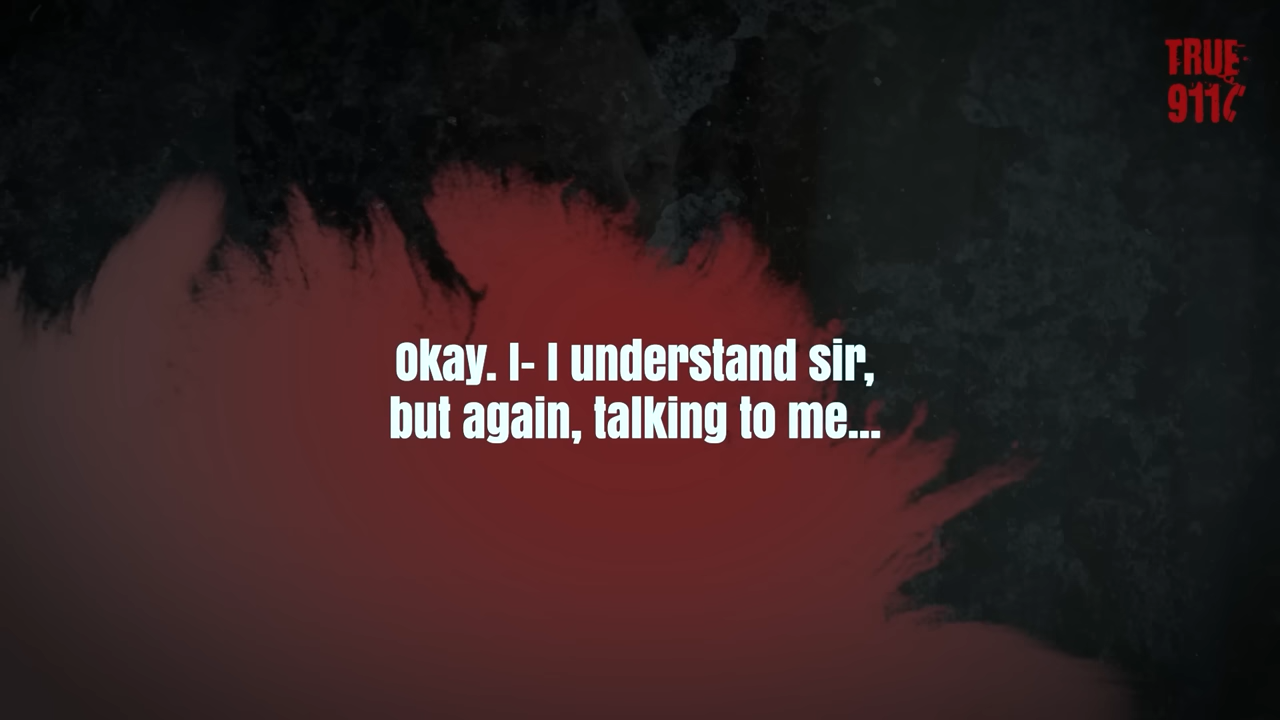 TRUE
911
Okay. I- I understand sir,
but again, talking to me...